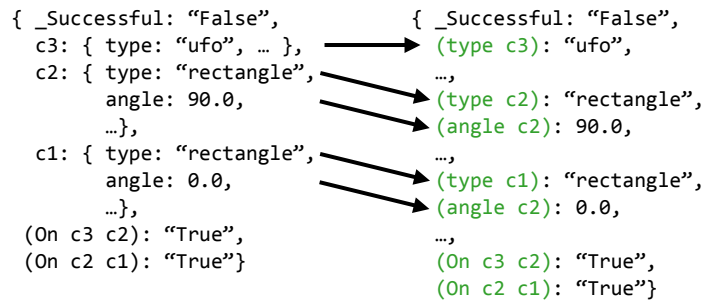 { _Successful: “False”,
c3: { type: “ufo”, … },
c2: { type: “rectangle”,
angle: 90.0,
…},
c1: { type: “rectangle”,
angle: 0.0,
…},
(On c3 c2): “True”,
(On c2 c1): “True”}
{ _Successful: “False”,
(type c3): “ufo”,
…,
(type c2): “rectangle”,
(angle c2): 90.0,
…,
(type c1): “rectangle”,
(angle c2): 0.0,
…,
(On c3 c2): “True”,
(On c2 c1): “True”}